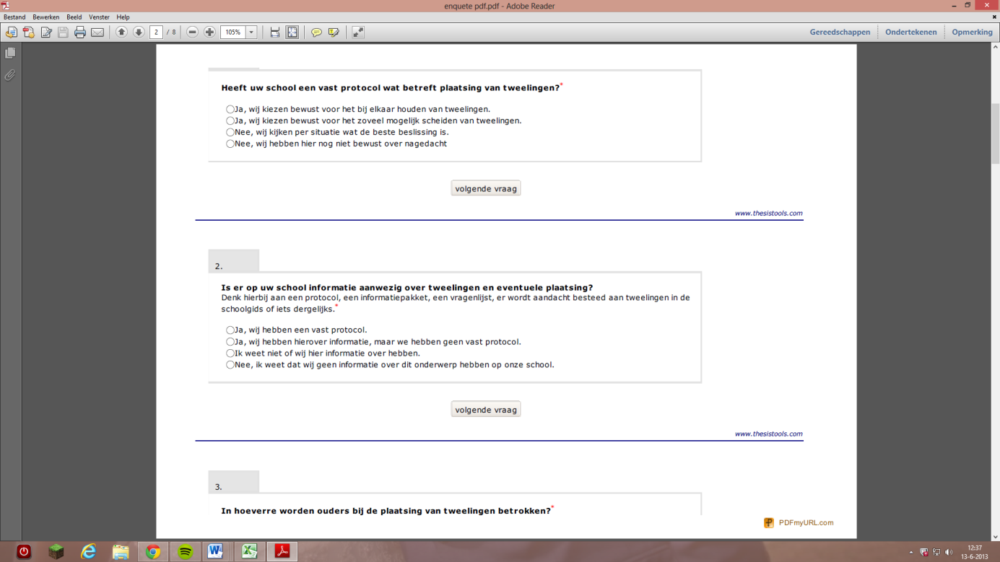 enquete pdf.pdf - Adobe Reader
Bestand Bewerken Beeld Venster Help
2 / 8 105% Gereedschappen Ondertekenen Opmerking
Heeft uw school een vast protocol wat betreft plaatsing van tweelingen?*
Ja, wij kiezen bewust voor het bij elkaar houden van tweelingen.
Ja, wij kiezen bewust voor het zoveel mogelijk scheiden van tweelingen.
Nee, wij kijken per situatie wat de beste beslissing is.
Nee, wij hebben hier nog niet bewust over nagedacht
volgende vraag
www.thesistools.com
2.
Is er op uw school informatie aanwezig over tweelingen en eventuele plaatsing?
Denk hierbij aan een protocol, een informatiepakket, een vragenlijst, er wordt aandacht besteed aan tweelingen in de
schoolgids of iets dergelijks.*
Ja, wij hebben een vast protocol.
Ja, wij hebben hierover informatie, maar we hebben geen vast protocol.
Ik weet niet of wij hier informatie over hebben.
Nee, ik weet dat wij geen informatie over dit onderwerp hebben op onze school.
volgende vraag
www.thesistools.com
3.
In hoeverre worden ouders bij de plaatsing van tweelingen betrokken?*
PDFmyURL.com
12:37
13-6-2013